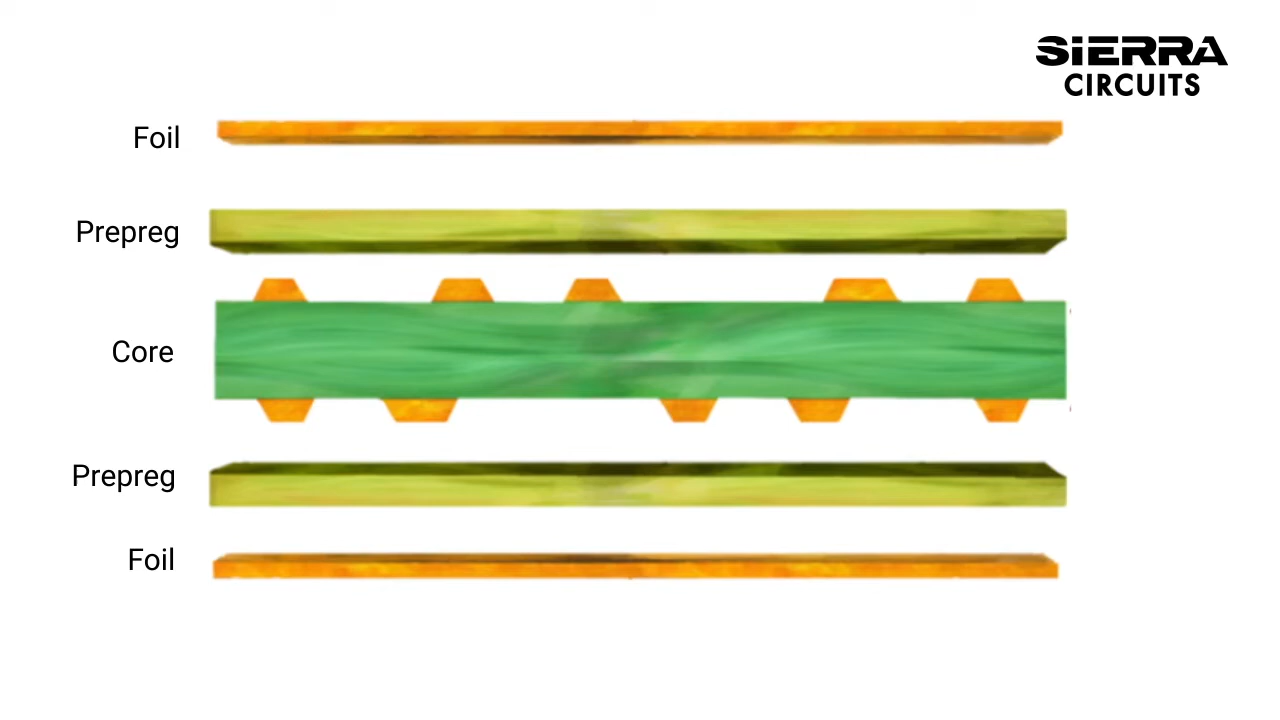 SIERRA
CIRCUITS
Foil
Prepreg
Core
Prepreg
Foil